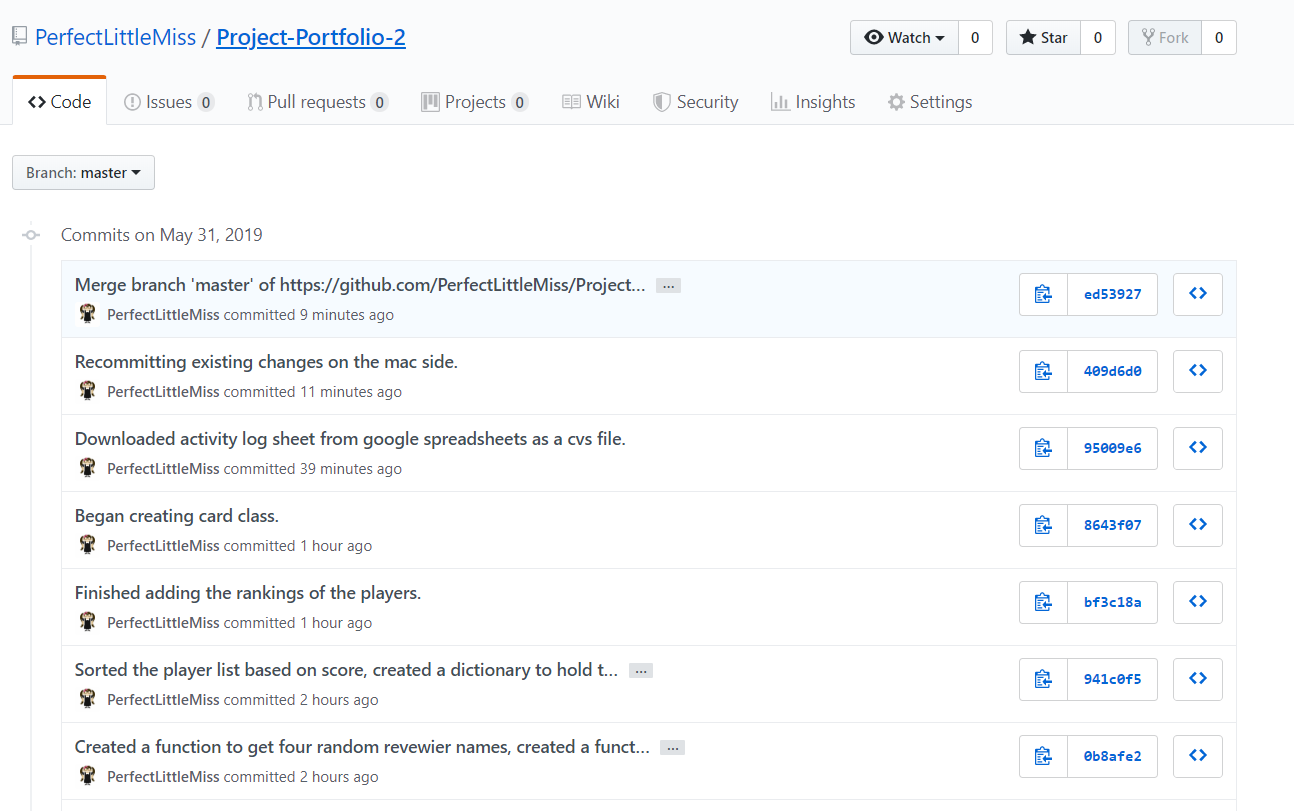 PerfectLittleMiss / Project-Portfolio-2
Watch 0 Star 0 Fork 0
Code Issues 0 Pull requests 0 Projects 0 Wiki Security Insights Settings
Branch: master
Commits on May 31, 2019
Merge branch 'master' of https://github.com/PerfectLittleMiss/Project... ...
PerfectLittleMiss committed 9 minutes ago
ed53927
Recommitting existing changes on the mac side.
PerfectLittleMiss committed 11 minutes ago
409d6d0
Downloaded activity log sheet from google spreadsheets as a cvs file.
PerfectLittleMiss committed 39 minutes ago
95009e6
Began creating card class.
PerfectLittleMiss committed 1 hour ago
8643f07
Finished adding the rankings of the players.
PerfectLittleMiss committed 1 hour ago
bf3c18a
Sorted the player list based on score, created a dictionary to hold t... ...
PerfectLittleMiss committed 2 hours ago
941c0f5
Created a function to get four random revewier names, created a funct... ...
PerfectLittleMiss committed 2 hours ago
0b8afe2